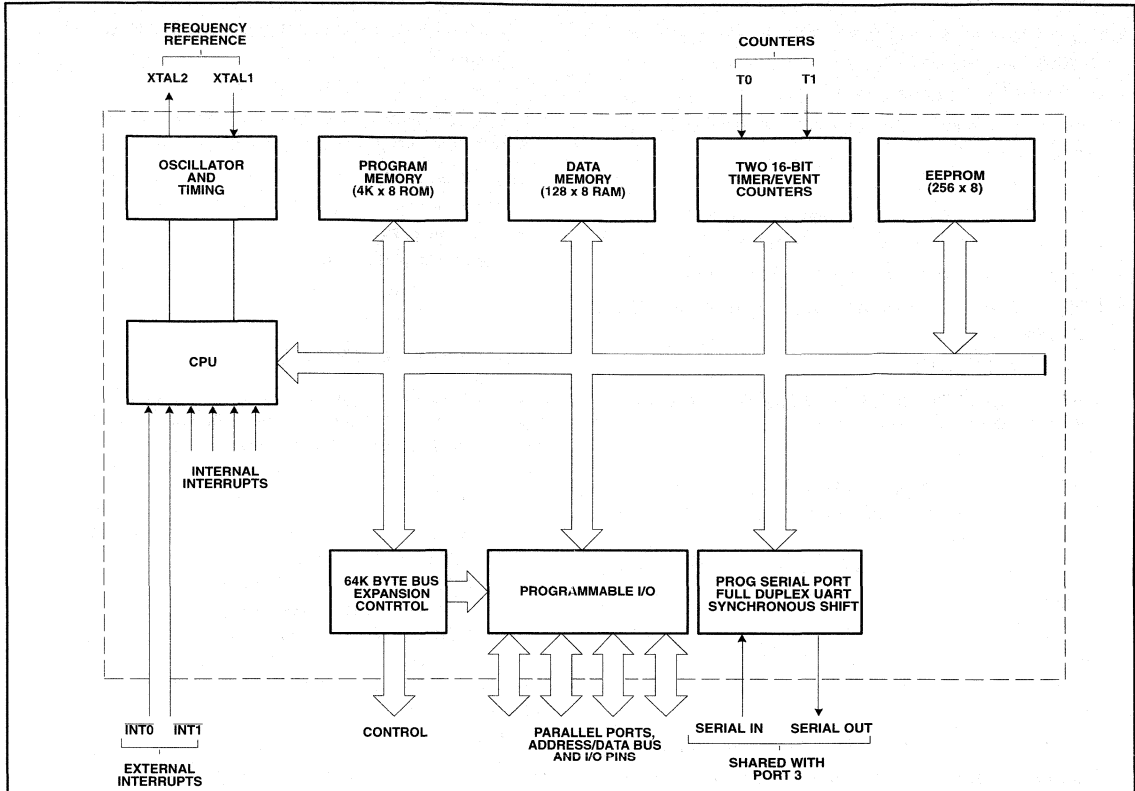 FREQUENCY
REFERENCE
XTAL2 XTAL1
COUNTERS
T0 T1
OSCILLATOR
AND
TIMING
PROGRAM
MEMORY
(4K x 8 ROM)
DATA
MEMORY
(128 x 8 RAM)
TWO 16-BIT
TIMER/EVENT
COUNTERS
EEPROM
(256 x 8)
CPU
INTERNAL
INTERRUPTS
64K BYTE BUS
EXPANSION
CONTRTOL
PROGRAMMABLE I/O
PROG SERIAL PORT
FULL DUPLEX UART
SYNCHRONOUS SHIFT
INT0 INT1
EXTERNAL
INTERRUPTS
CONTROL
PARALLEL PORTS,
ADDRESS/DATA BUS
AND I/O PINS
SERIAL IN SERIAL OUT
SHARED WITH
PORT 3